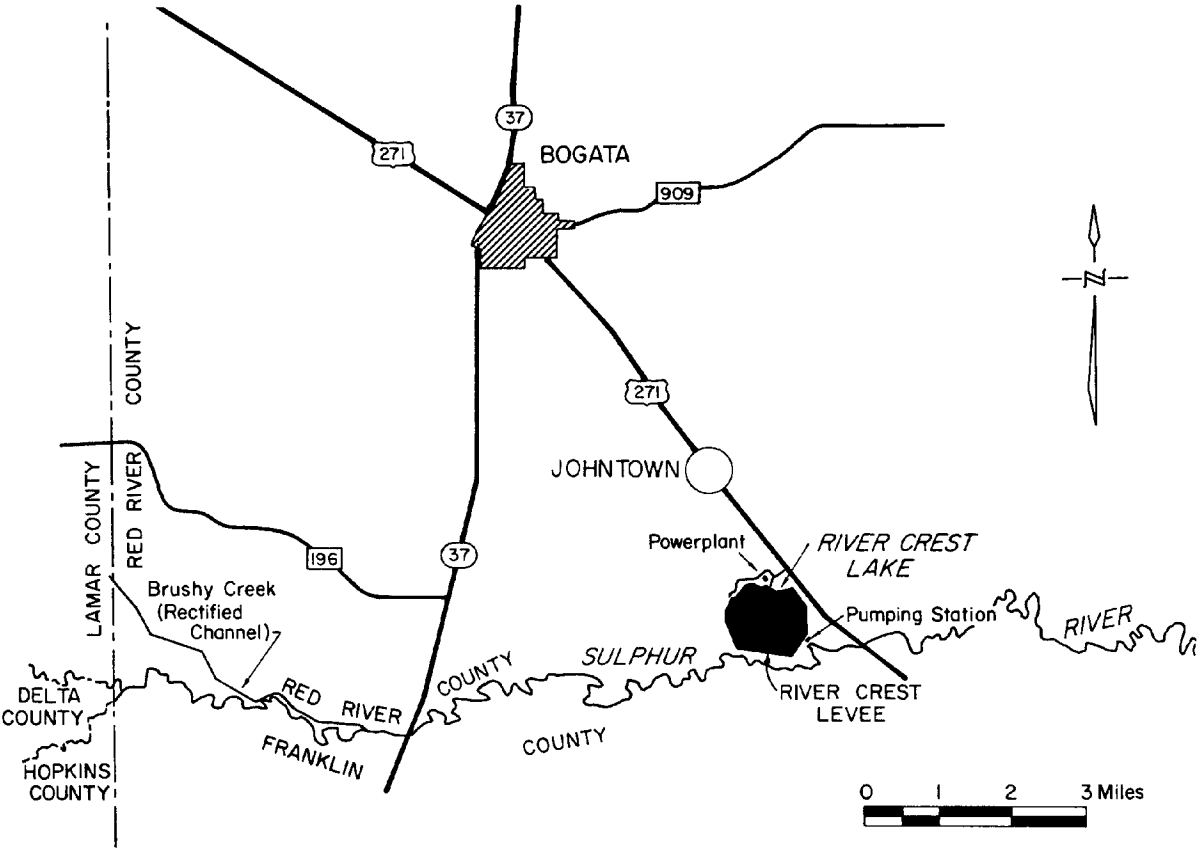 37
BOGATA
271
909
N
COUNTY
RED RIVER
LAMAR COUNTY
271
JOHNTOWN
196
37
Powerplant
RIVER CREST
LAKE
Brushy Creek
(Rectified
Channel)
Pumping Station
RIVER
SULPHUR
COUNTY
RED RIVER
DELTA
COUNTY
RIVER CREST
LEVEE
FRANKLIN
COUNTY
HOPKINS
COUNTY
0 1 2 3 Miles